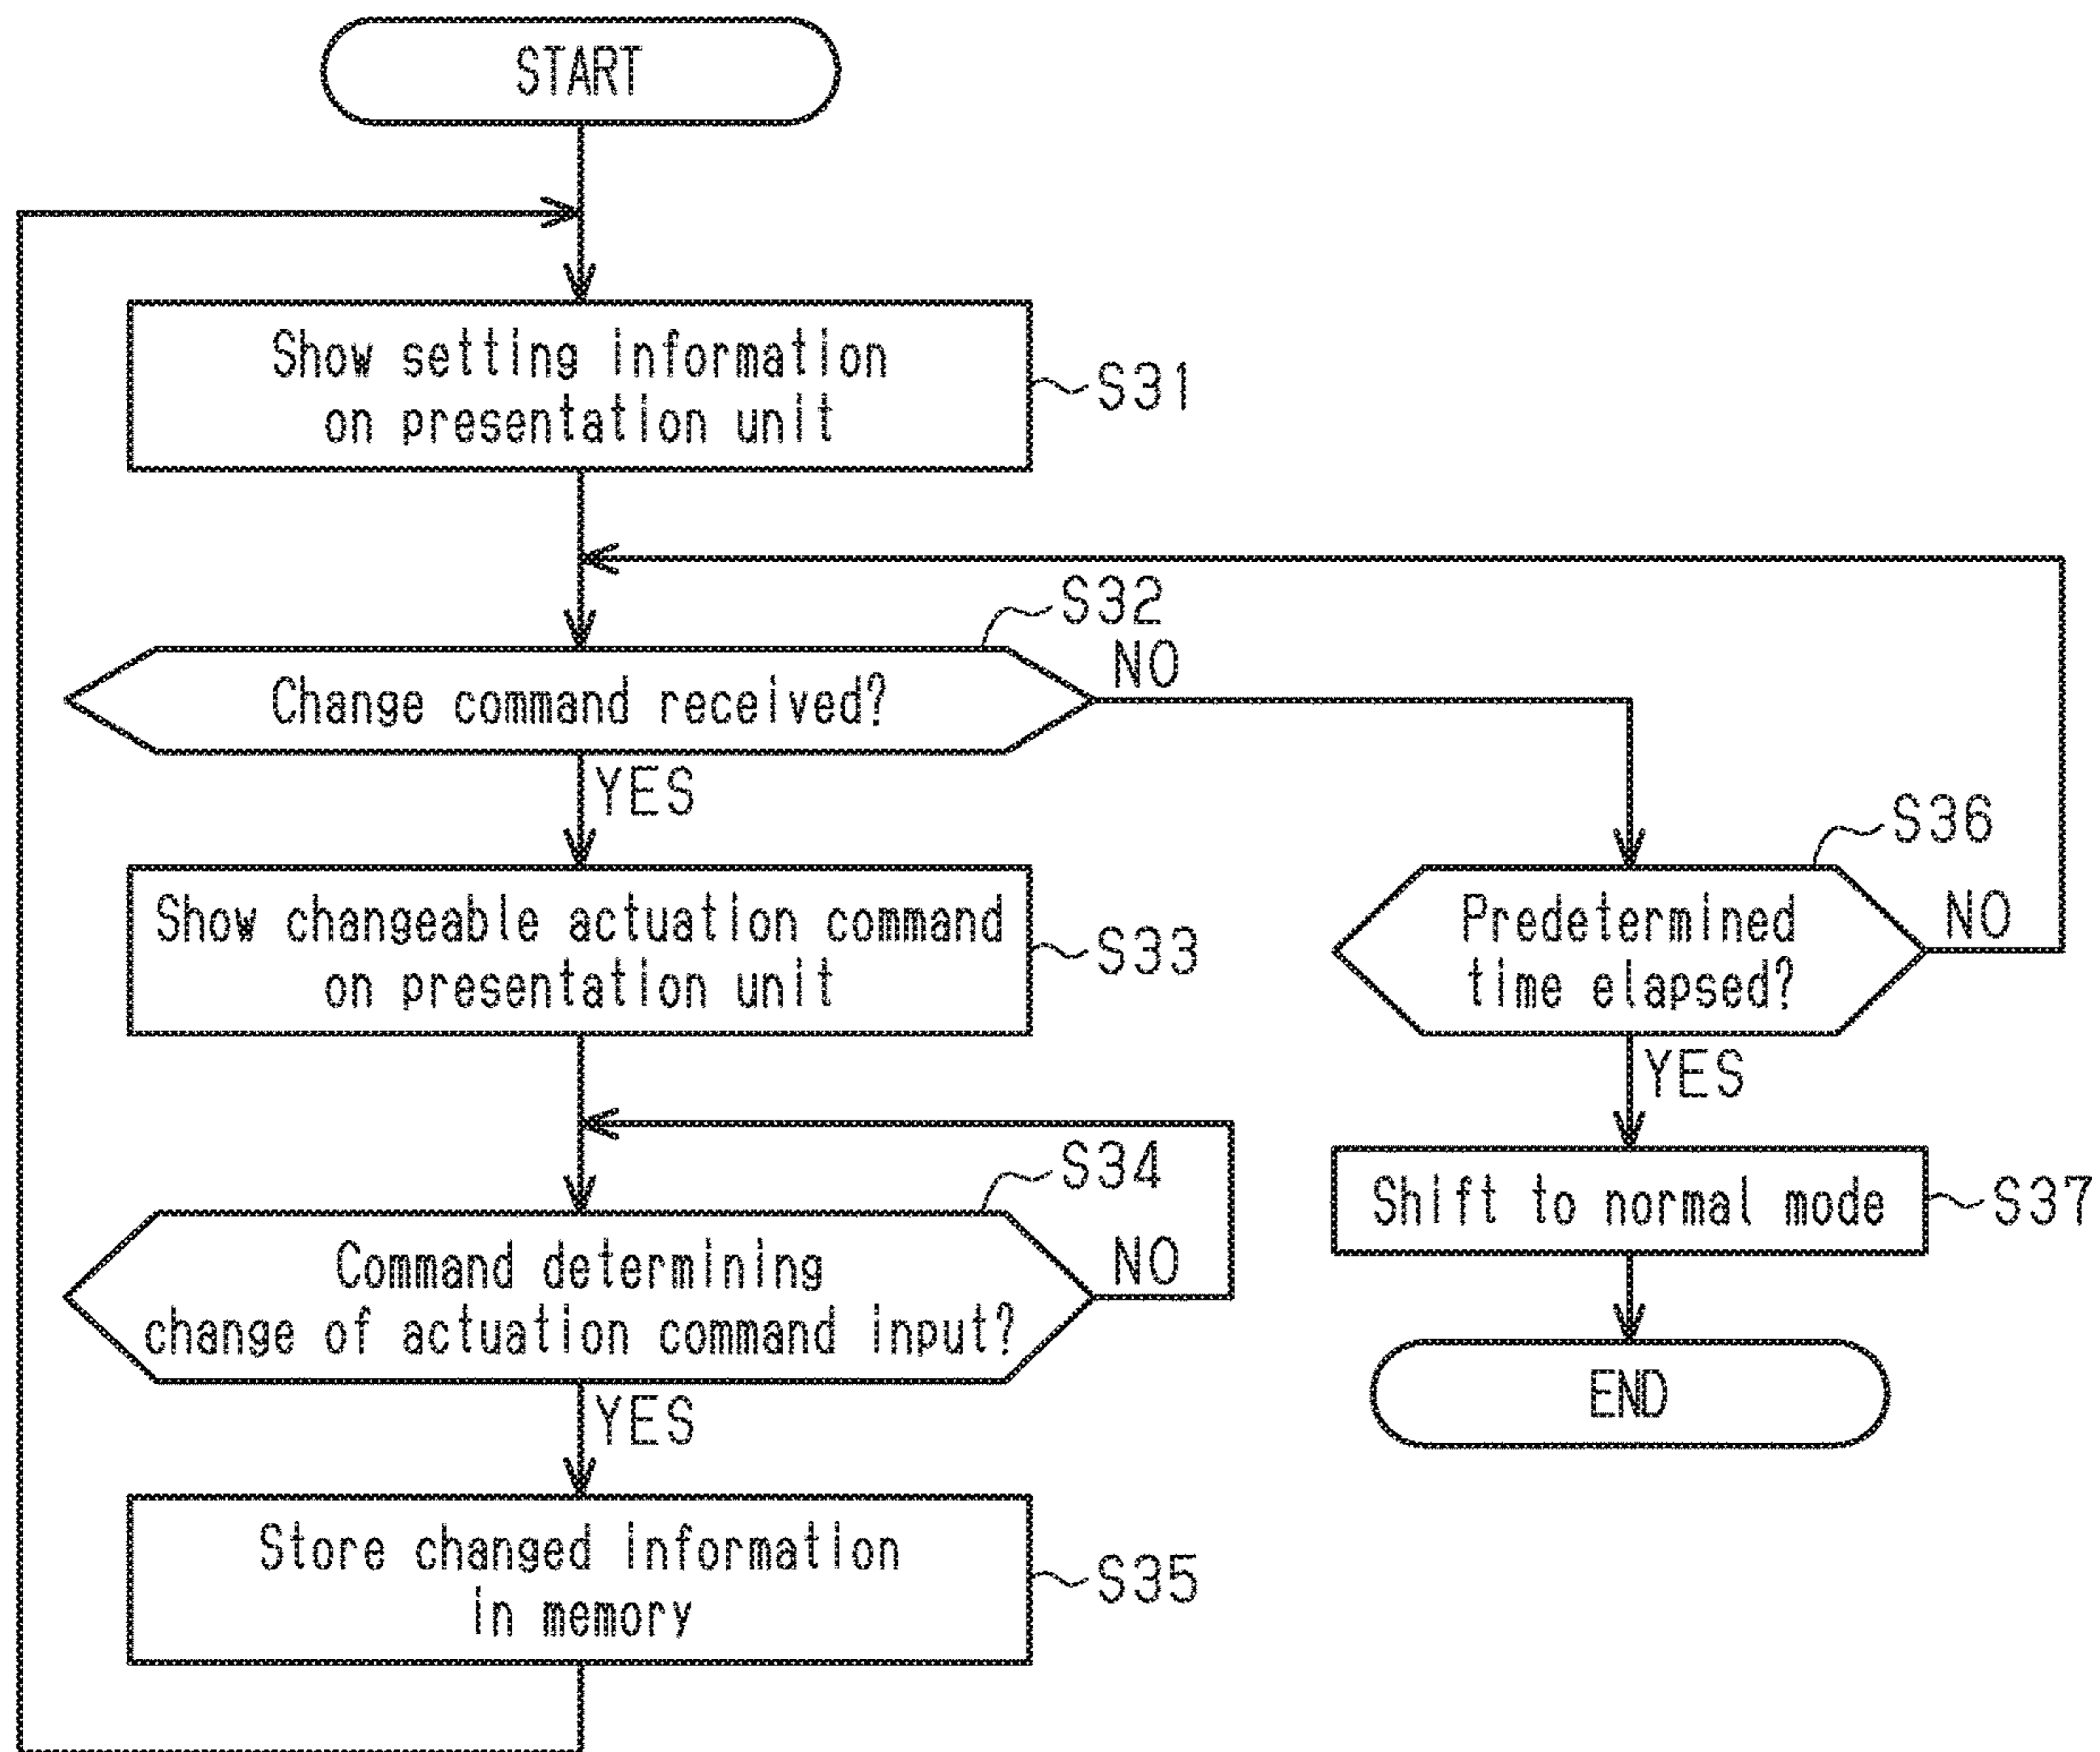 START
Show setting information
on presentation unit
S31
S32
Change command received?
NO
YES
Show changeable actuation command
on presentation unit
S33
S34
Command determining
change of actuation command input?
NO
YES
Store changed information
in memory
S35
S36
Predetermined
time elapsed?
NO
YES
Shift to normal mode
S37
END